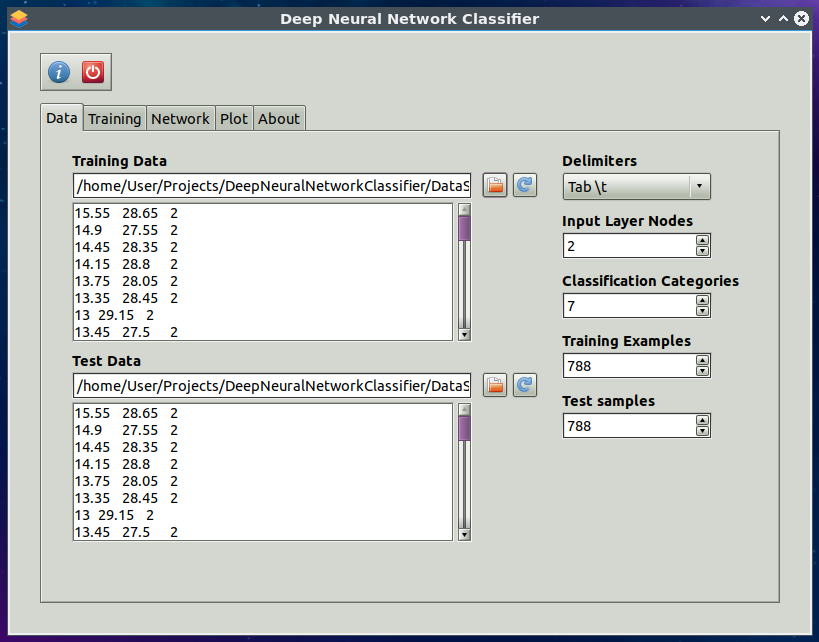 Deep Neural Network Classifier
Data Training Network Plot About
Training Data
/home/User/Projects/DeepNeuralNetworkClassifier/DataS
15.55 28.65 2
14.9 27.55 2
14.45 28.35 2
14.15 28.8 2
13.75 28.05 2
13.35 28.45 2
13 29.15 2
13.45 27.5 2
Test Data
/home/User/Projects/DeepNeuralNetworkClassifier/DataS
15.55 28.65 2
14.9 27.55 2
14.45 28.35 2
14.15 28.8 2
13.75 28.05 2
13.35 28.45 2
13 29.15 2
13.45 27.5 2
Delimiters
Tab \t
Input Layer Nodes
2
Classification Categories
7
Training Examples
788
Test samples
788